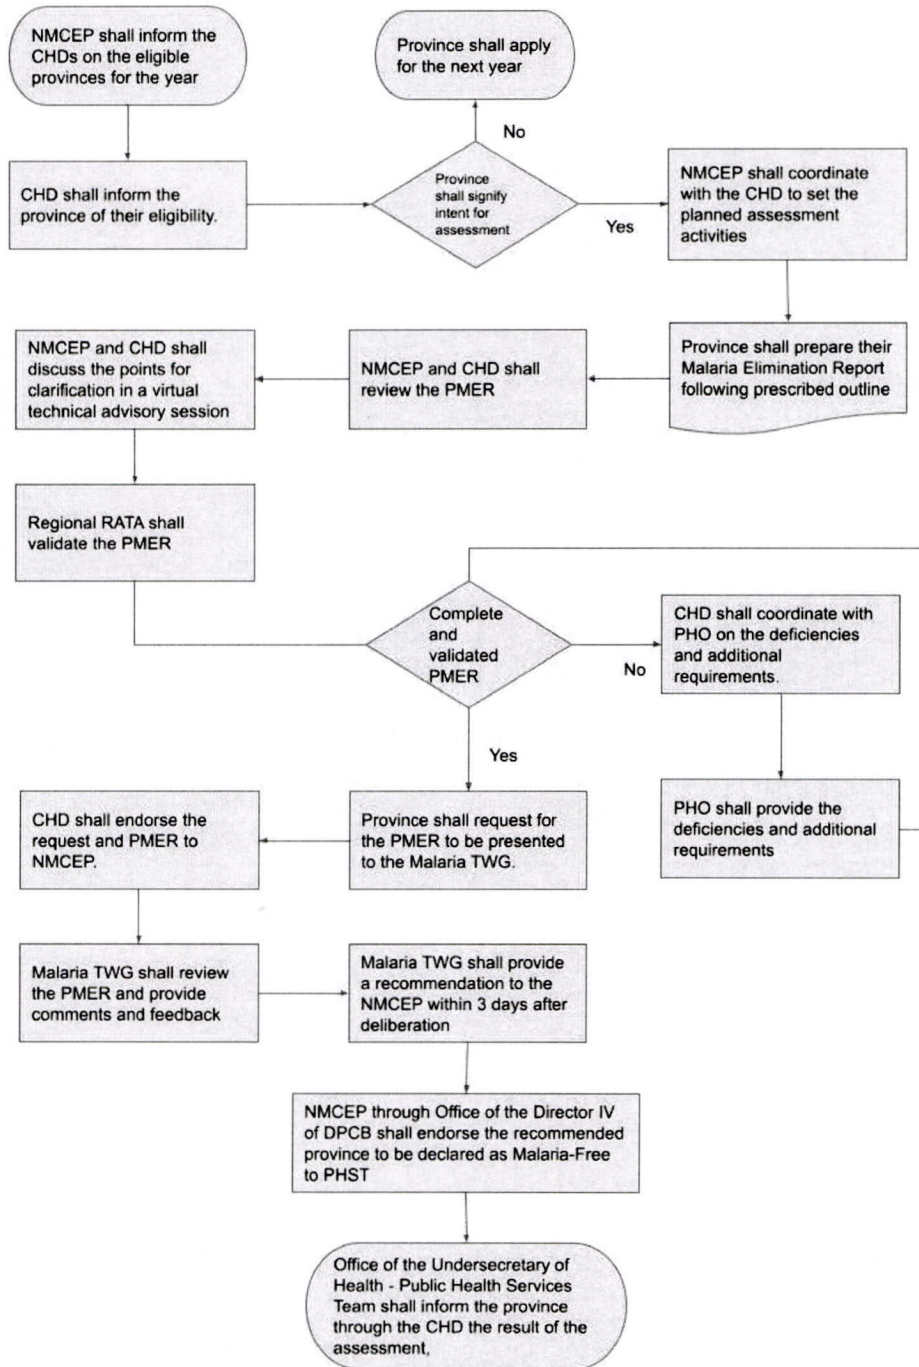 NMCEP shall inform the
CHDs on the eligible
provinces for the year
Province shall apply
for the next year
No
CHD shall inform the
province of their eligibility.
Province
shall signify
intent for
assessment
Yes
NMCEP shall coordinate
with the CHD to set the
planned assessment
activities
NMCEP and CHD shall
discuss the points for
clarification in a virtual
technical advisory session
NMCEP and CHD shall
review the PMER
Province shall prepare their
Malaria Elimination Report
following prescribed outline
Regional RATA shall
validate the PMER
Complete
and
validated
PMER
No
CHD shall coordinate with
PHO on the deficiencies
and additional
requirements.
Yes
CHD shall endorse the
request and PMER to
NMCEP.
Province shall request for
the PMER to be presented
to the Malaria TWG.
PHO shall provide the
deficiencies and additional
requirements
Malaria TWG shall review
the PMER and provide
comments and feedback
Malaria TWG shall provide
a recommendation to the
NMCEP within 3 days after
deliberation
NMCEP through Office of the Director IV
of DPCB shall endorse the recommended
province to be declared as Malaria-Free
to PHST
Office of the Undersecretary of
Health - Public Health Services
Team shall inform the province
through the CHD the result of the
assessment,